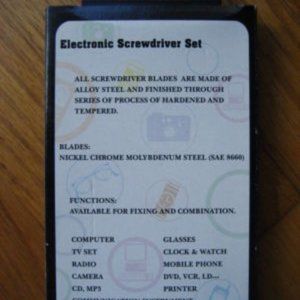 Electronic Screwdriver Set
ALL SCREWDRIVER BLADES ARE MADE OF
ALLOY STEEL AND FINISHED THROUGH
SERIES OF PROCESS OF HARDENED AND
TEMPERED.
BLADES:
NICKEL CHROME MOLYBDENUM STEEL (SAE 8660)
FUNCTIONS:
AVAILABLE FOR FIXING AND COMBINATION.
COMPUTER GLASSES
TV SET CLOCK & WATCH
RADIO MOBILE PHONE
CAMERA DVD, VCR, LD---
CD, MP3 PRINTER